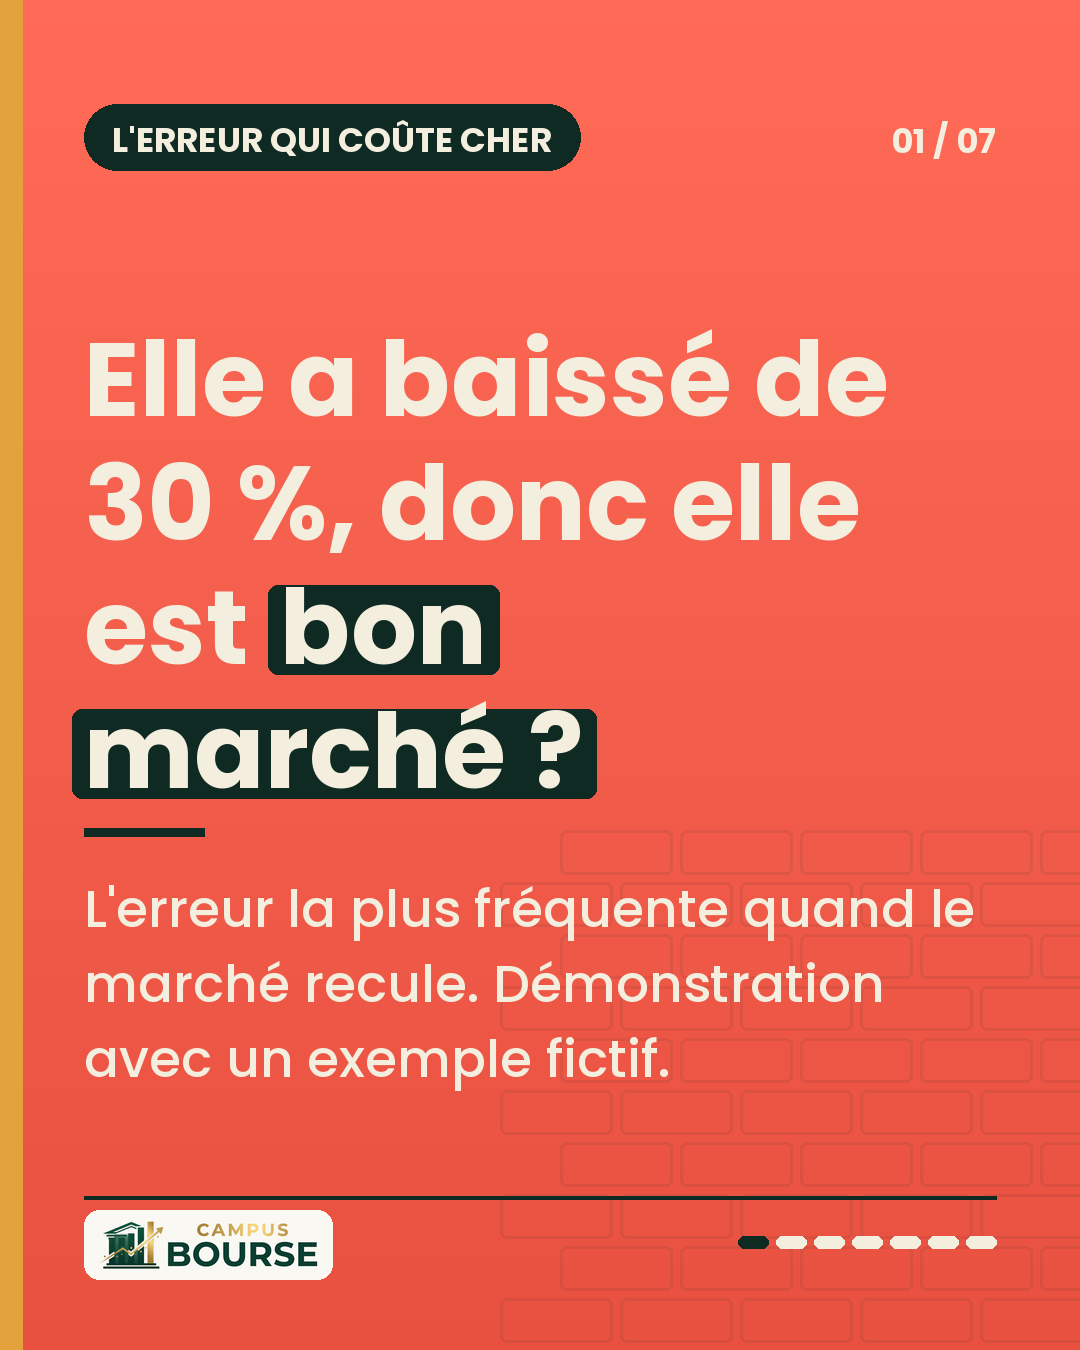 L'ERREUR QUI COÛTE CHER
01 / 07
Elle a baissé de
30 %, donc elle
est bon
marché ?
L'erreur la plus fréquente quand le
marché recule. Démonstration
avec un exemple fictif.
CAMPUS
BOURSE